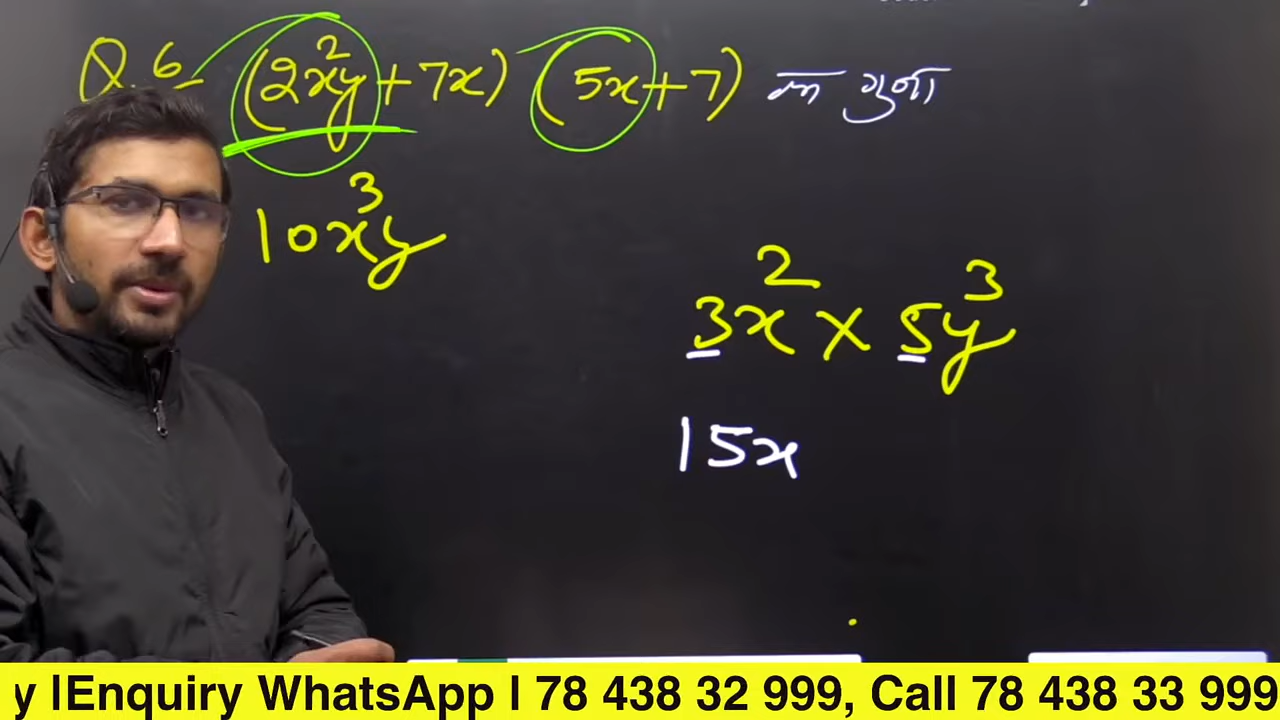 Q.6 (2x²y + 7x) (5x + 7) का गुना
10x³y
3x² × 5y³
15x
y |Enquiry WhatsApp | 78 438 32 999, Call 78 438 33 999